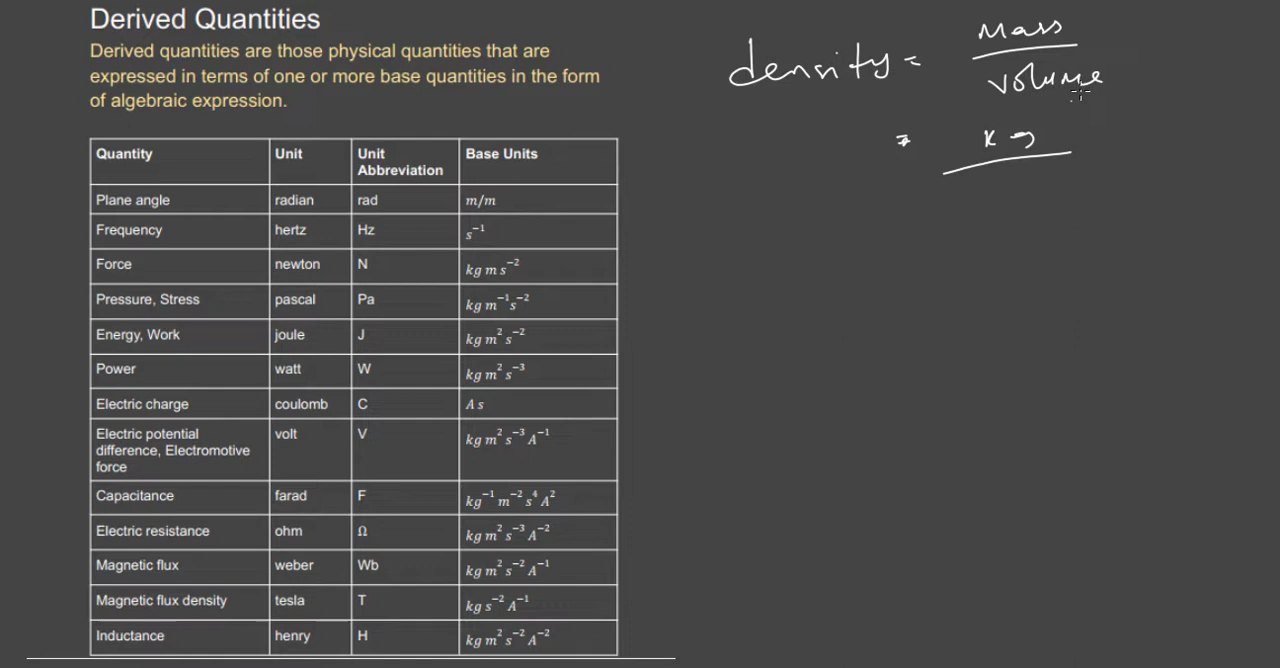 Derived Quantities
Derived quantities are those physical quantities that are
expressed in terms of one or more base quantities in the form
of algebraic expression.
Quantity Unit Unit Abbreviation Base Units
Plane angle radian rad m/m
Frequency hertz Hz s⁻¹
Force newton N kg m s⁻²
Pressure, Stress pascal Pa kg m⁻¹s⁻²
Energy, Work joule J kg m² s⁻²
Power watt W kg m² s⁻³
Electric charge coulomb C A s
Electric potential difference, Electromotive force volt V kg m² s⁻³ A⁻¹
Capacitance farad F kg⁻¹ m⁻² s⁴ A²
Electric resistance ohm Ω kg m² s⁻³ A⁻²
Magnetic flux weber Wb kg m² s⁻² A⁻¹
Magnetic flux density tesla T kg s⁻² A⁻¹
Inductance henry H kg m² s⁻² A⁻²
density = Mass
volume
= kg